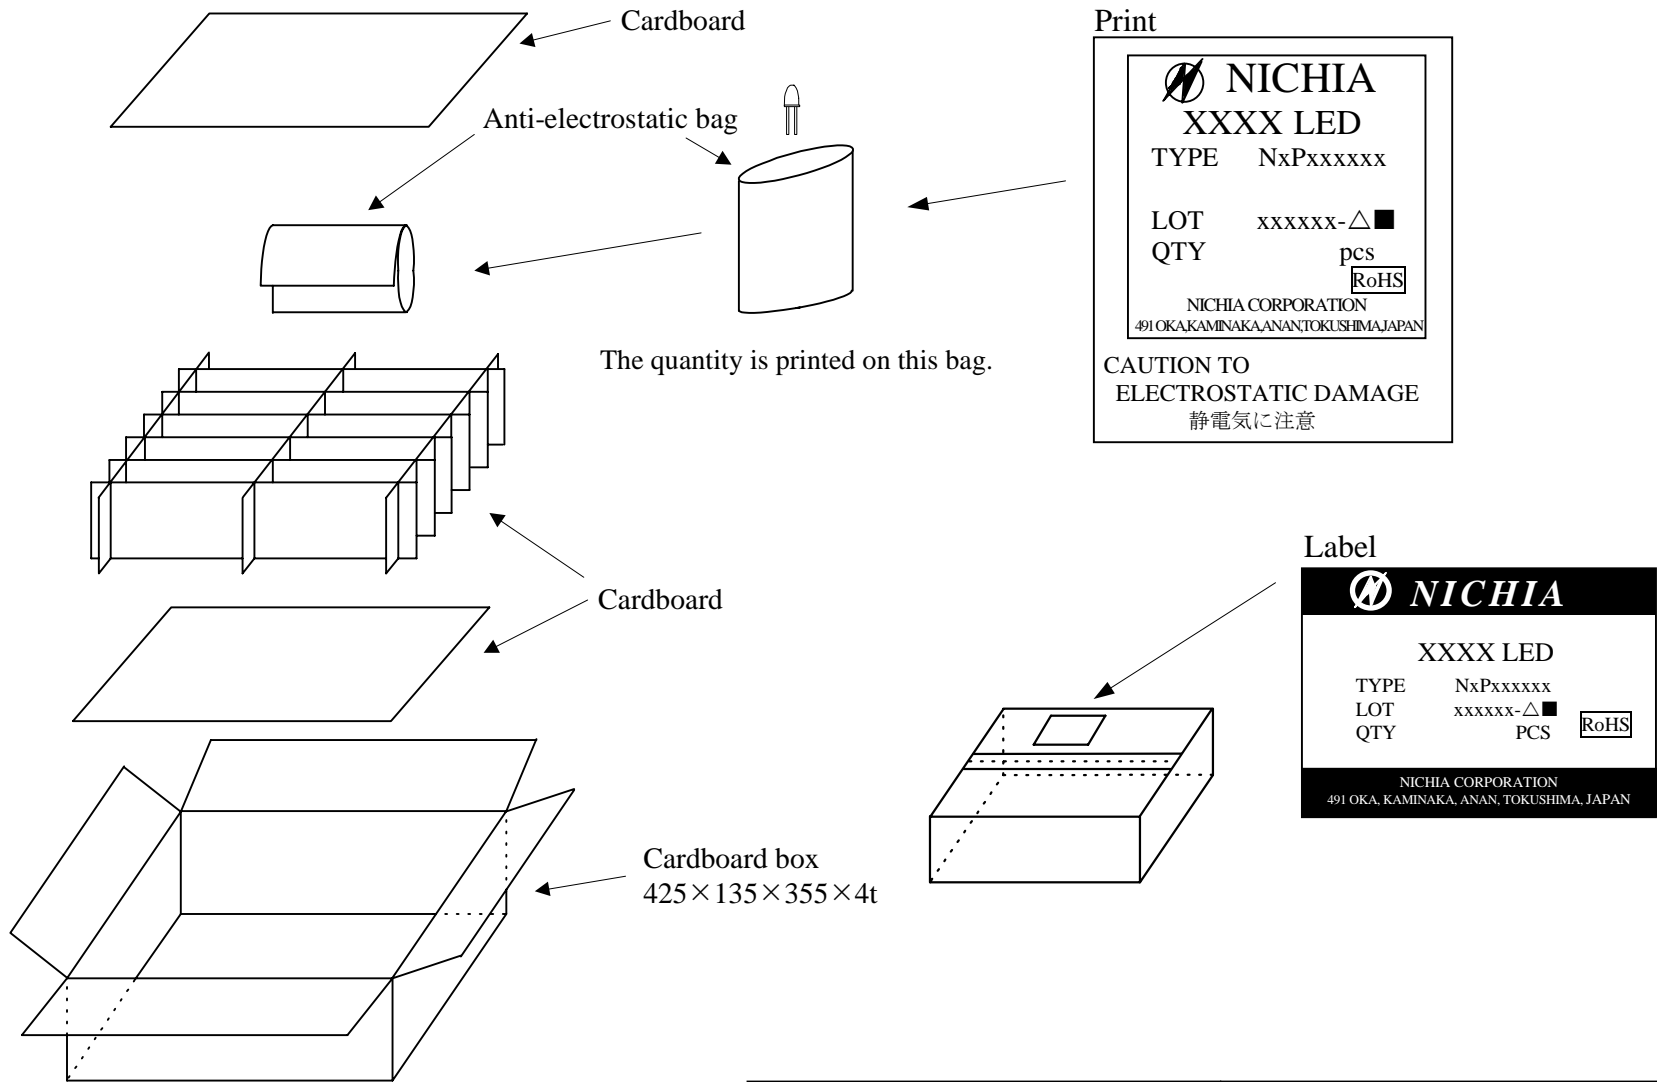 Cardboard
Anti-electrostatic bag
The quantity is printed on this bag.
Cardboard
Cardboard box
425×135×355×4t
Print
NICHIA
XXXX LED
TYPE NxPxxxxxx
LOT xxxxxx-△■
QTY pcs
RoHS
NICHIA CORPORATION
491 OKA,KAMINAKA,ANAN,TOKUSHIMA,JAPAN
CAUTION TO
ELECTROSTATIC DAMAGE
静電気に注意
Label
NICHIA
XXXX LED
TYPE NxPxxxxxx
LOT xxxxxx-△■
QTY PCS
RoHS
NICHIA CORPORATION
491 OKA, KAMINAKA, ANAN, TOKUSHIMA, JAPAN